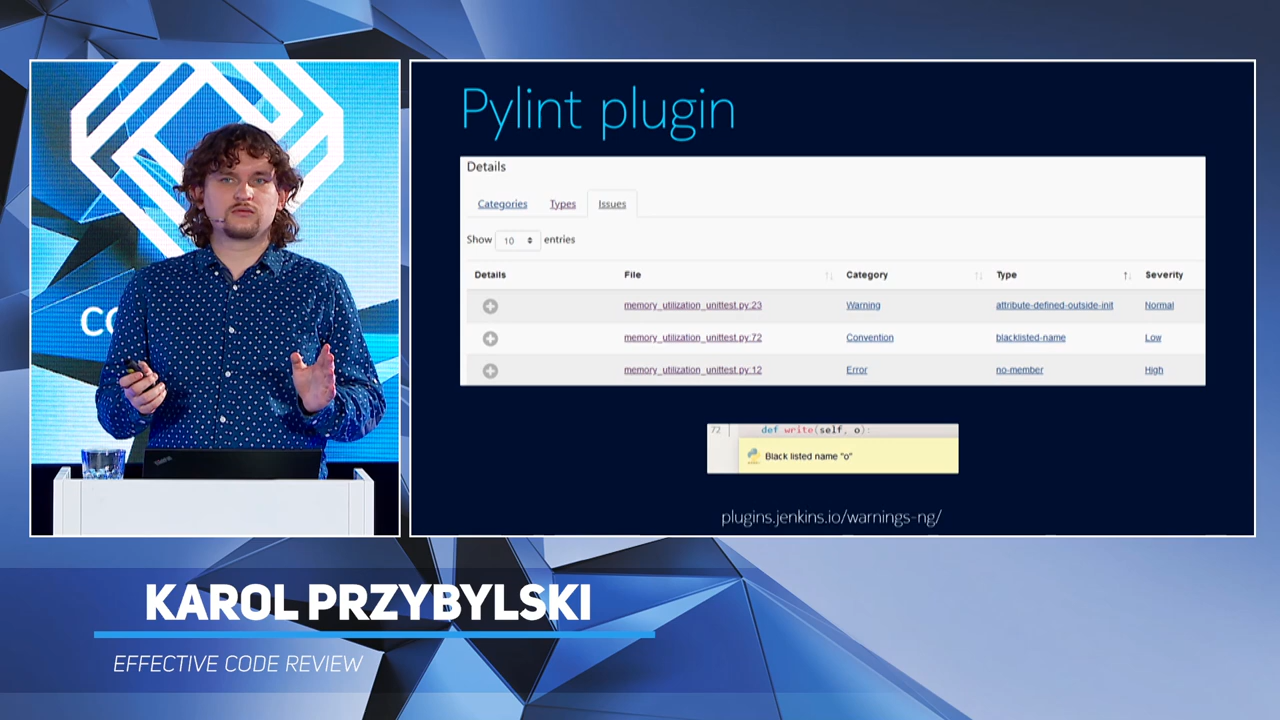 CO
Pylint plugin
Details
Categories Types Issues
Show 10 entries
Details File Category Type Severity
memory_utilization_unittest.py:23 Warning attribute-defined-outside-init Normal
memory_utilization_unittest.py:72 Convention blacklisted-name Low
memory_utilization_unittest.py:12 Error no-member High
72 def write(self, o):
Black listed name "o"
plugins.jenkins.io/warnings-ng/
KAROL PRZYBYLSKI
EFFECTIVE CODE REVIEW